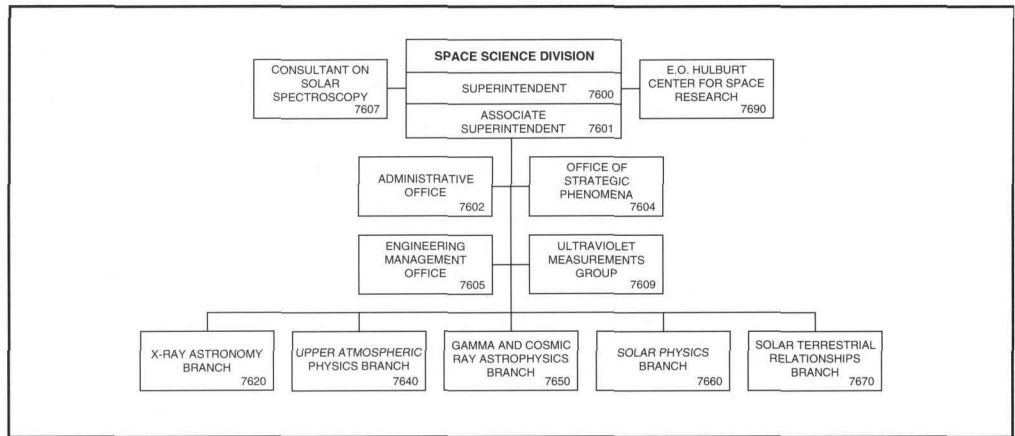 SPACE SCIENCE DIVISION
CONSULTANT ON
SOLAR
SPECTROSCOPY
7607
SUPERINTENDENT
7600
ASSOCIATE
SUPERINTENDENT
7601
E.O. HULBURT
CENTER FOR SPACE
RESEARCH
7690
ADMINISTRATIVE
OFFICE
7602
OFFICE OF
STRATEGIC
PHENOMENA
7604
ENGINEERING
MANAGEMENT
OFFICE
7605
ULTRAVIOLET
MEASUREMENTS
GROUP
7609
X-RAY ASTRONOMY
BRANCH
7620
UPPER ATMOSPHERIC
PHYSICS BRANCH
7640
GAMMA AND COSMIC
RAY ASTROPHYSICS
BRANCH
7650
SOLAR PHYSICS
BRANCH
7660
SOLAR TERRESTRIAL
RELATIONSHIPS
BRANCH
7670